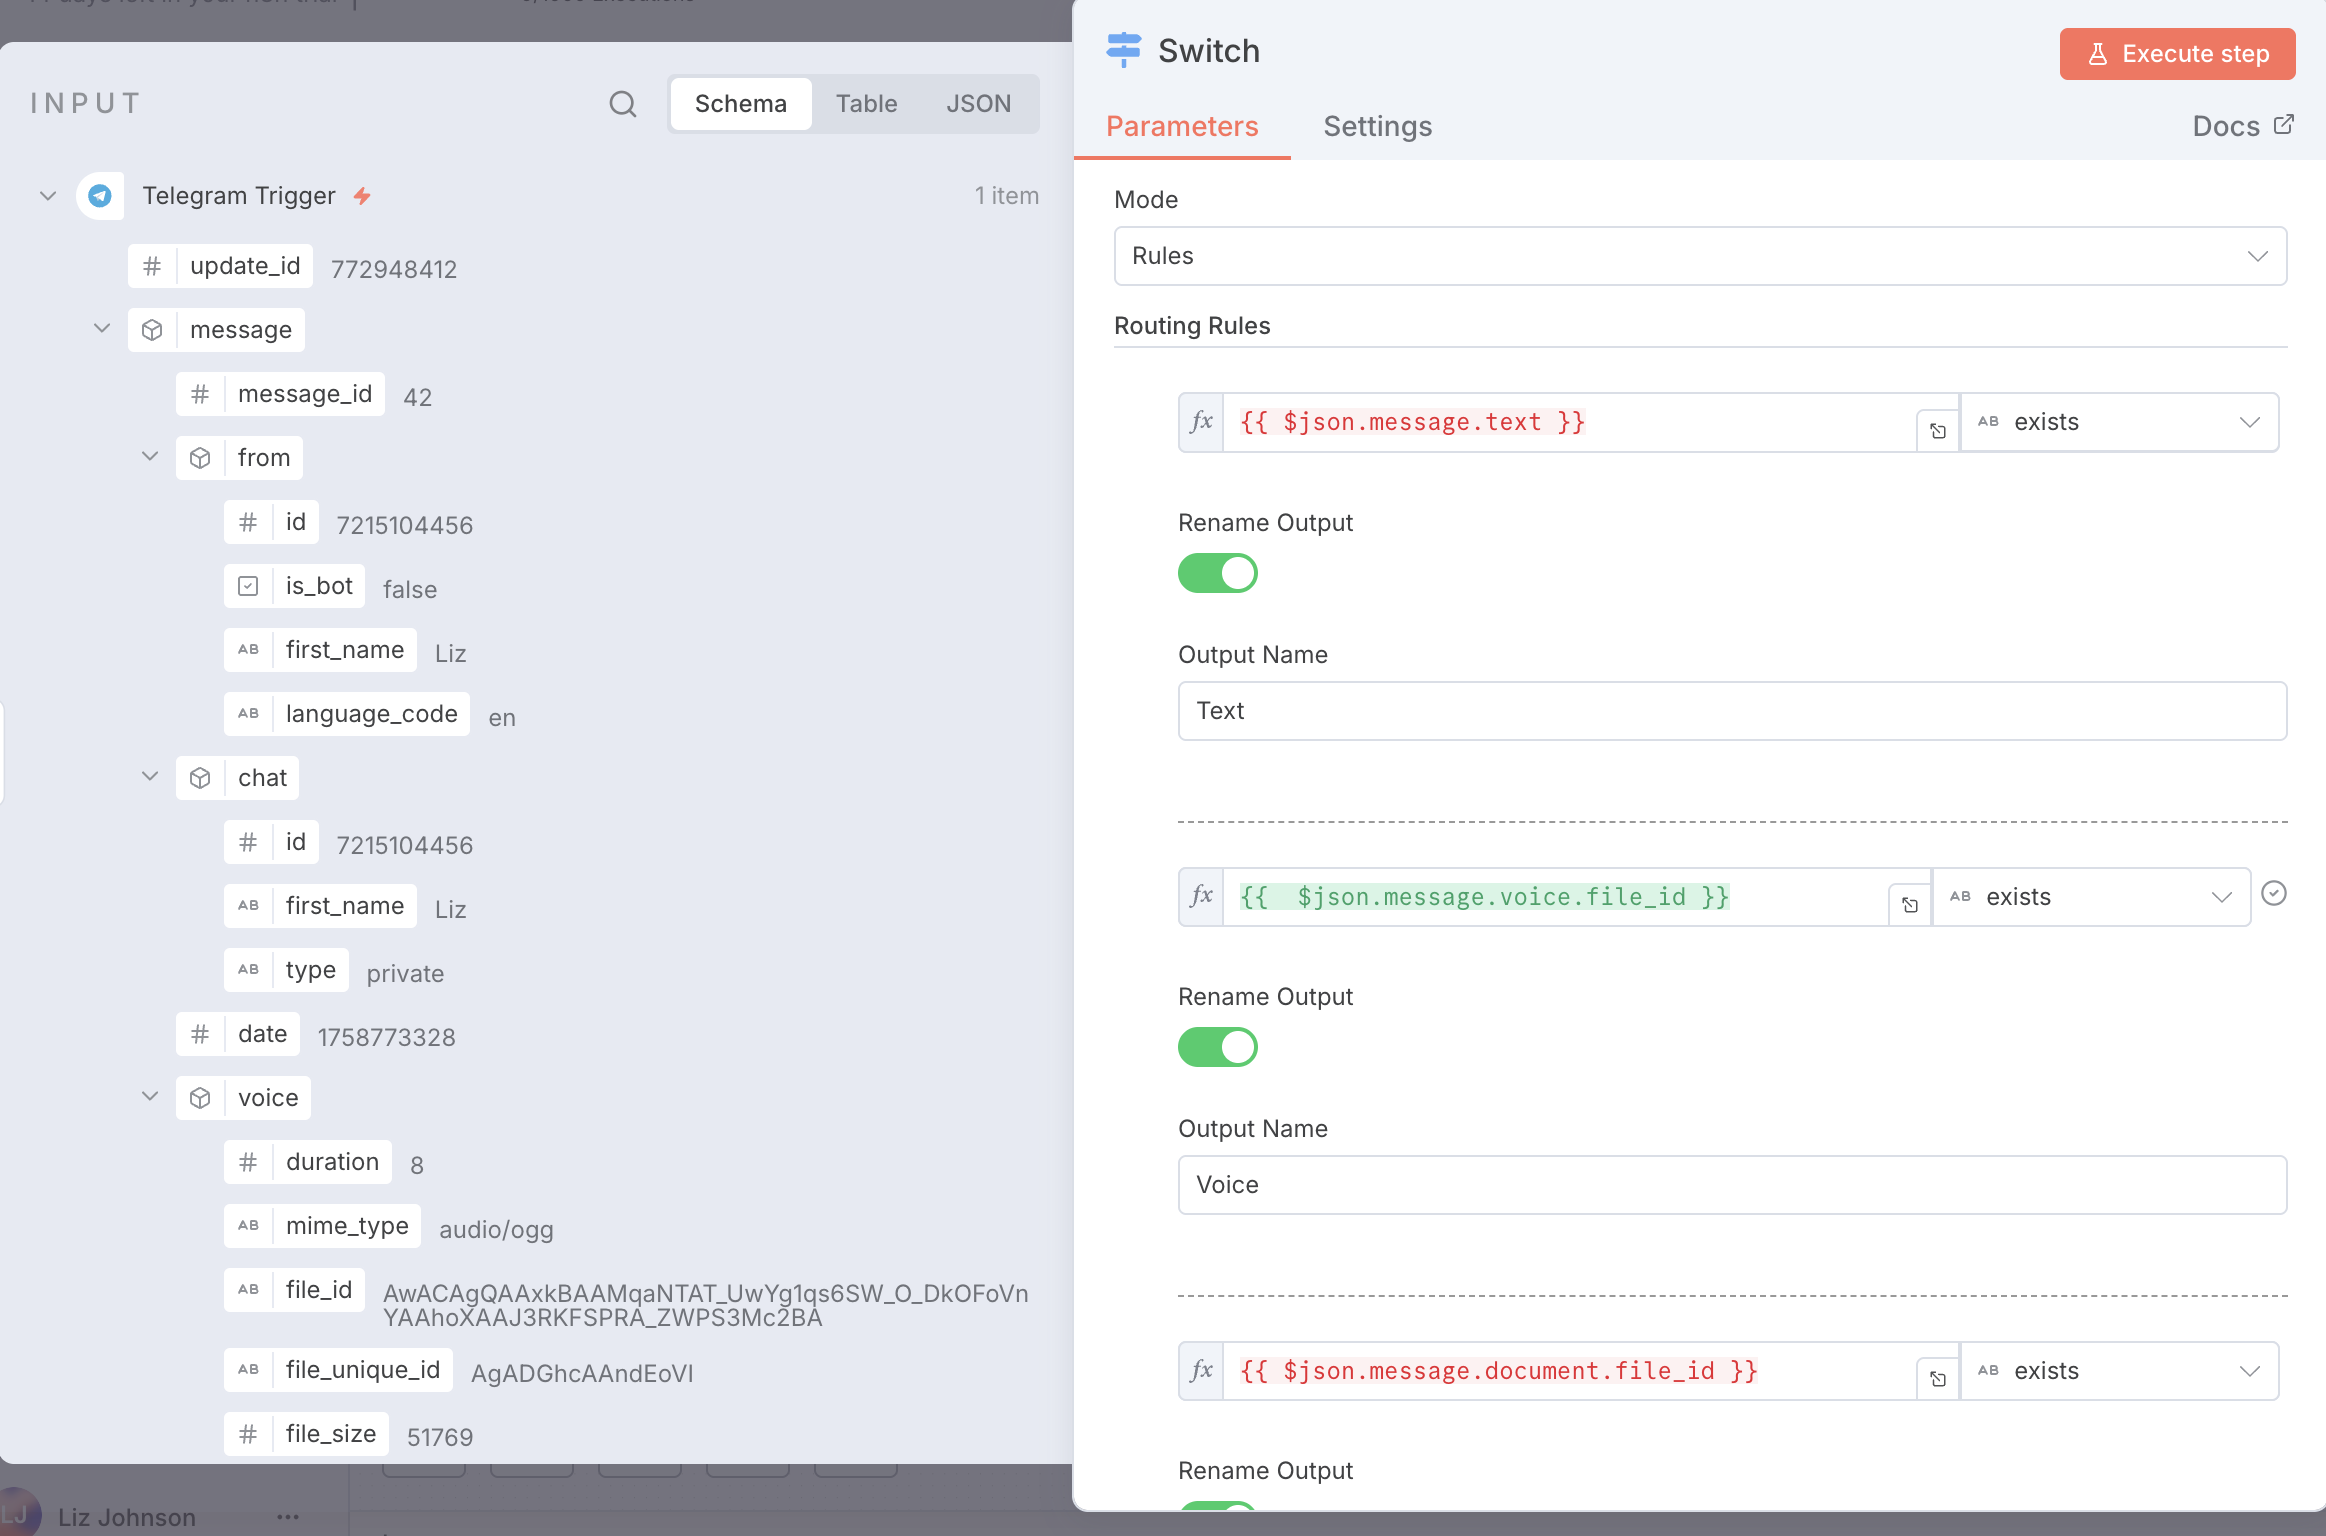 INPUT
Schema
Table
JSON
Telegram Trigger
1 item
# update_id 772948412
message
# message_id 42
from
# id 7215104456
is_bot false
AB first_name Liz
AB language_code en
chat
# id 7215104456
AB first_name Liz
AB type private
# date 1758773328
voice
# duration 8
AB mime_type audio/ogg
AB file_id AwACAgQAAxkBAAMqaNTAT_UwYg1qs6SW_O_DkOFoVn
YAAhoXAAJ3RKFSPRA_ZWPS3Mc2BA
AB file_unique_id AgADGhcAAndEoVI
# file_size 51769
LJ Liz Johnson ...
Switch
Execute step
Parameters
Settings
Docs
Mode
Rules
Routing Rules
fx {{ $json.message.text }} AB exists
Rename Output
Output Name
Text
fx {{  $json.message.voice.file_id }} AB exists
Rename Output
Output Name
Voice
fx {{ $json.message.document.file_id }} AB exists
Rename Output